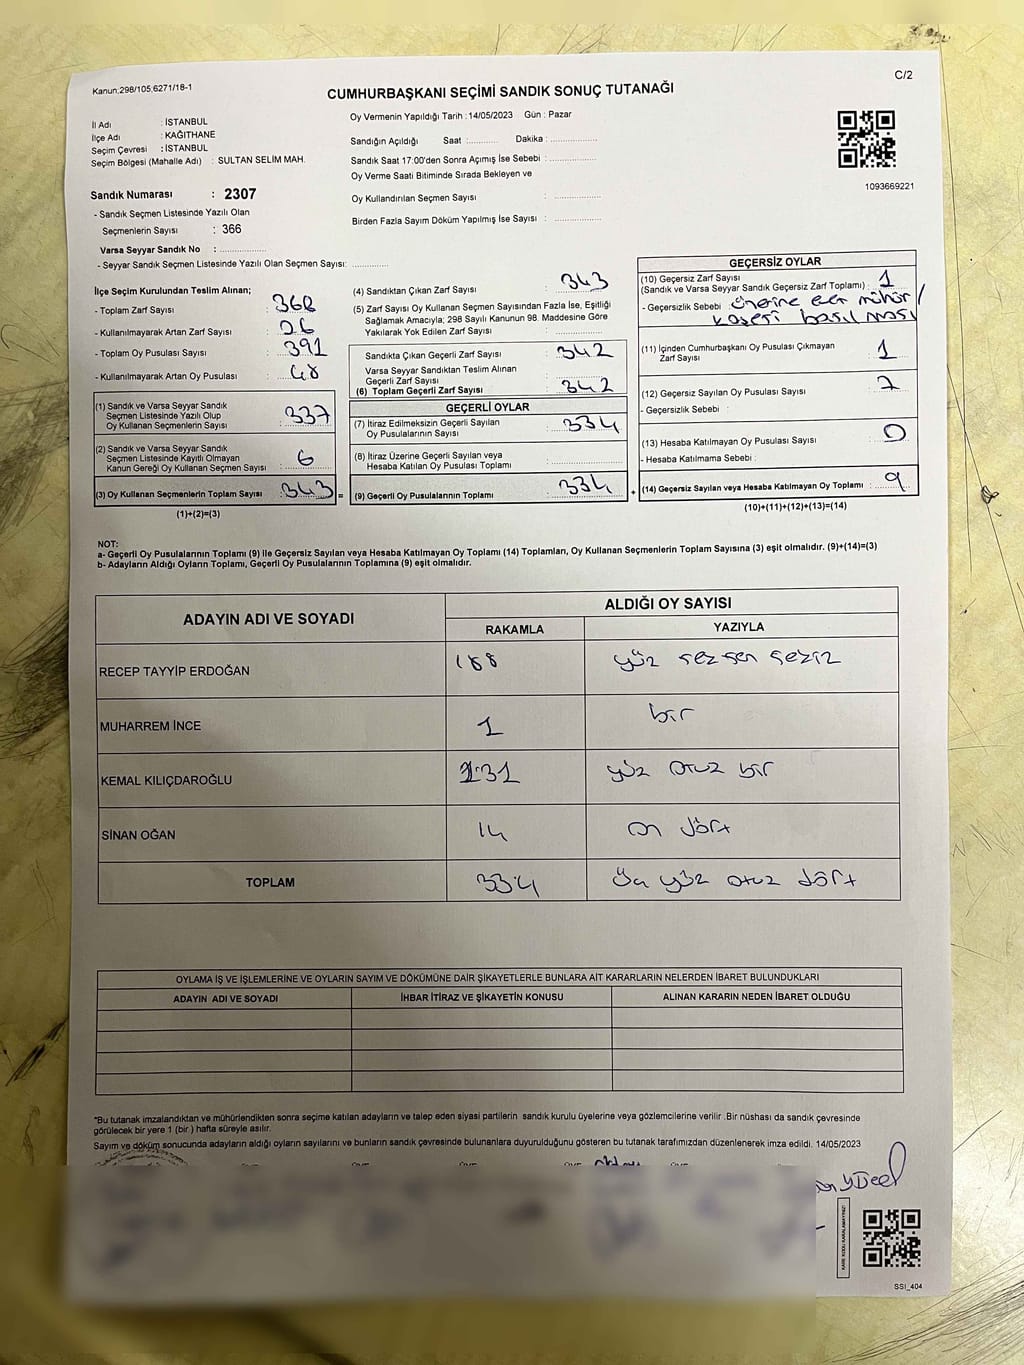 Kanun;298/105;6271/18-1
C/2
CUMHURBAŞKANI SEÇİMİ SANDIK SONUÇ TUTANAĞI
İl Adı : İSTANBUL
İlçe Adı : KAĞITHANE
Seçim Çevresi : İSTANBUL
Seçim Bölgesi (Mahalle Adı) : SULTAN SELİM MAH.
Sandık Numarası : 2307
- Sandık Seçmen Listesinde Yazılı Olan
Seçmenlerin Sayısı : 366
Varsa Seyyar Sandık No : ....................
- Seyyar Sandık Seçmen Listesinde Yazılı Olan Seçmen Sayısı: ...............
Oy Vermenin Yapıldığı Tarih : 14/05/2023 Gün : Pazar
Sandığın Açıldığı Saat :............ Dakika : ...................
Sandık Saat 17:00'den Sonra Açımış İse Sebebi : ...................
Oy Verme Saati Bitiminde Sırada Bekleyen ve
Oy Kullandırılan Seçmen Sayısı : ...................
Birden Fazla Sayım Döküm Yapılmış İse Sayısı : ...................
1093669221
İlçe Seçim Kurulundan Teslim Alınan;
- Toplam Zarf Sayısı : 368
- Kullanılmayarak Artan Zarf Sayısı : 26
- Toplam Oy Pusulası Sayısı : 391
- Kullanılmayarak Artan Oy Pusulası : 48
(1) Sandık ve Varsa Seyyar Sandık
Seçmen Listesinde Yazılı Olup
Oy Kullanan Seçmenlerin Sayısı : 337
(2) Sandık ve Varsa Seyyar Sandık
Seçmen Listesinde Kayıtlı Olmayan
Kanun Gereği Oy Kullanan Seçmen Sayısı : 6
(3) Oy Kullanan Seçmenlerin Toplam Sayısı : 343 =
(1)+(2)=(3)
(4) Sandıktan Çıkan Zarf Sayısı : 343
(5) Zarf Sayısı Oy Kullanan Seçmen Sayısından Fazla İse, Eşitliği
Sağlamak Amacıyla; 298 Sayılı Kanunun 98. Maddesine Göre
Yakılarak Yok Edilen Zarf Sayısı : ...................
Sandıkta Çıkan Geçerli Zarf Sayısı : 342
Varsa Seyyar Sandıktan Teslim Alınan
Geçerli Zarf Sayısı :
(6) Toplam Geçerli Zarf Sayısı : 342
GEÇERLİ OYLAR
(7) İtiraz Edilmeksizin Geçerli Sayılan
Oy Pusulalarının Sayısı : 334
(8) İtiraz Üzerine Geçerli Sayılan veya
Hesaba Katılan Oy Pusulası Toplamı :
(9) Geçerli Oy Pusulalarının Toplamı : 334 +
GEÇERSİZ OYLAR
(10) Geçersiz Zarf Sayısı
(Sandık ve Varsa Seyyar Sandık Geçersiz Zarf Toplamı) : 1
- Geçersizlik Sebebi : üzerine mühür /
kaşesi basılması
(11) İçinden Cumhurbaşkanı Oy Pusulası Çıkmayan
Zarf Sayısı : 1
(12) Geçersiz Sayılan Oy Pusulası Sayısı : 7
- Geçersizlik Sebebi :
(13) Hesaba Katılmayan Oy Pusulası Sayısı : 0
- Hesaba Katılmama Sebebi :
(14) Geçersiz Sayılan veya Hesaba Katılmayan Oy Toplamı : 9
(10)+(11)+(12)+(13)=(14)
NOT:
a- Geçerli Oy Pusulalarının Toplamı (9) ile Geçersiz Sayılan veya Hesaba Katılmayan Oy Toplamı (14) Toplamları, Oy Kullanan Seçmenlerin Toplam Sayısına (3) eşit olmalıdır. (9)+(14)=(3)
b- Adayların Aldığı Oyların Toplamı, Geçerli Oy Pusulalarının Toplamına (9) eşit olmalıdır.
ADAYIN ADI VE SOYADI
ALDIĞI OY SAYISI
RAKAMLA YAZIYLA
RECEP TAYYİP ERDOĞAN 188 yüz seksen sekiz
MUHARREM İNCE 1 bir
KEMAL KILIÇDAROĞLU 131 yüz otuz bir
SİNAN OĞAN 14 on dört
TOPLAM 334 üç yüz otuz dört
OYLAMA İŞ VE İŞLEMLERİNE VE OYLARIN SAYIM VE DÖKÜMÜNE DAİR ŞİKAYETLERLE BUNLARA AİT KARARLARIN NELERDEN İBARET BULUNDUKLARI
ADAYIN ADI VE SOYADI İHBAR İTİRAZ VE ŞİKAYETİN KONUSU ALINAN KARARIN NEDEN İBARET OLDUĞU
"Bu tutanak imzalandıktan ve mühürlendikten sonra seçime katılan adayların ve talep eden siyasi partilerin sandık kurulu üyelerine veya gözlemcilerine verilir .Bir nüshası da sandık çevresinde
görülecek bir yere 1 (bir ) hafta süreyle asılır.
Sayım ve döküm sonucunda adayların aldığı oyların sayılarını ve bunların sandık çevresinde bulunanlara duyurulduğunu gösteren bu tutanak tarafımızdan düzenlenerek imza edildi. 14/05/2023
KARE KODU KARALAMAYINIZ!
SSI_404